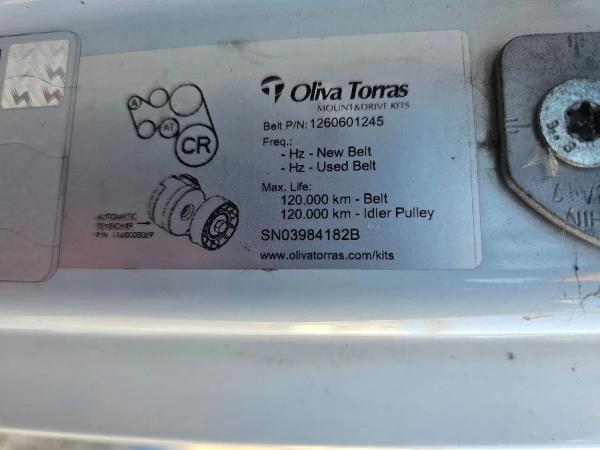 Oliva Torras
MOUNT&DRIVE KITS
Belt P/N: 1260601245
Freq.:
- Hz - New Belt
- Hz - Used Belt
Max. Life:
120.000 km - Belt
120.000 km - Idler Pulley
SN03984182B
www.olivatorras.com/kits
A
AT
CR
AUTOMATIC
TENSIONER